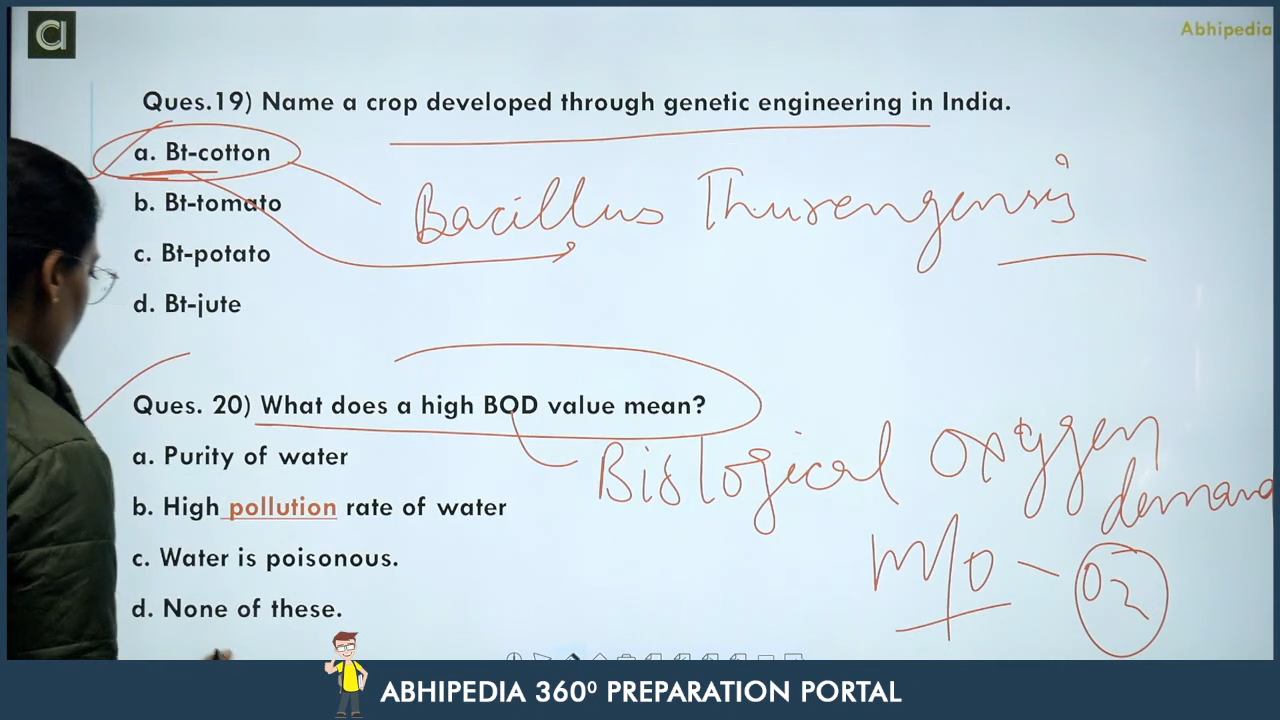 Abhipedia
Ques.19) Name a crop developed through genetic engineering in India.
a. Bt-cotton
b. Bt-tomato
Bacillus Thurengensis
c. Bt-potato
d. Bt-jute
Ques. 20) What does a high BOD value mean?
a. Purity of water
Biological oxygen
demand
b. High pollution rate of water
m/o - O2
c. Water is poisonous.
d. None of these.
ABHIPEDIA 360⁰ PREPARATION PORTAL